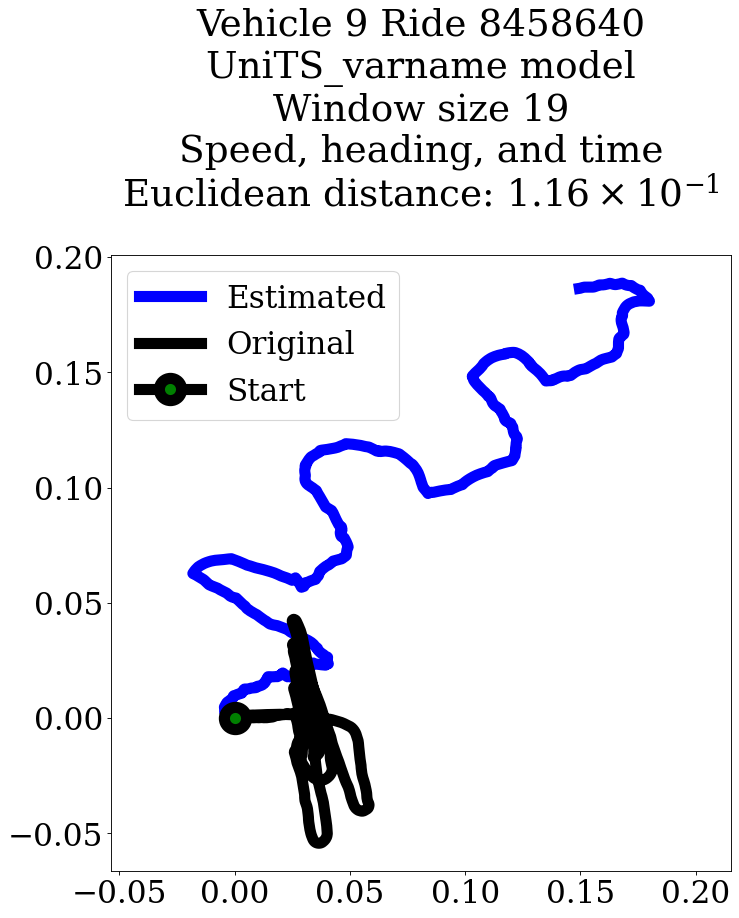 Vehicle 9 Ride 8458640
UniTS_varname model
Window size 19
Speed, heading, and time
Euclidean distance: 1.16 × 10⁻¹
Estimated
Original
Start
0.20
0.15
0.10
0.05
0.00
−0.05
−0.05 0.00 0.05 0.10 0.15 0.20